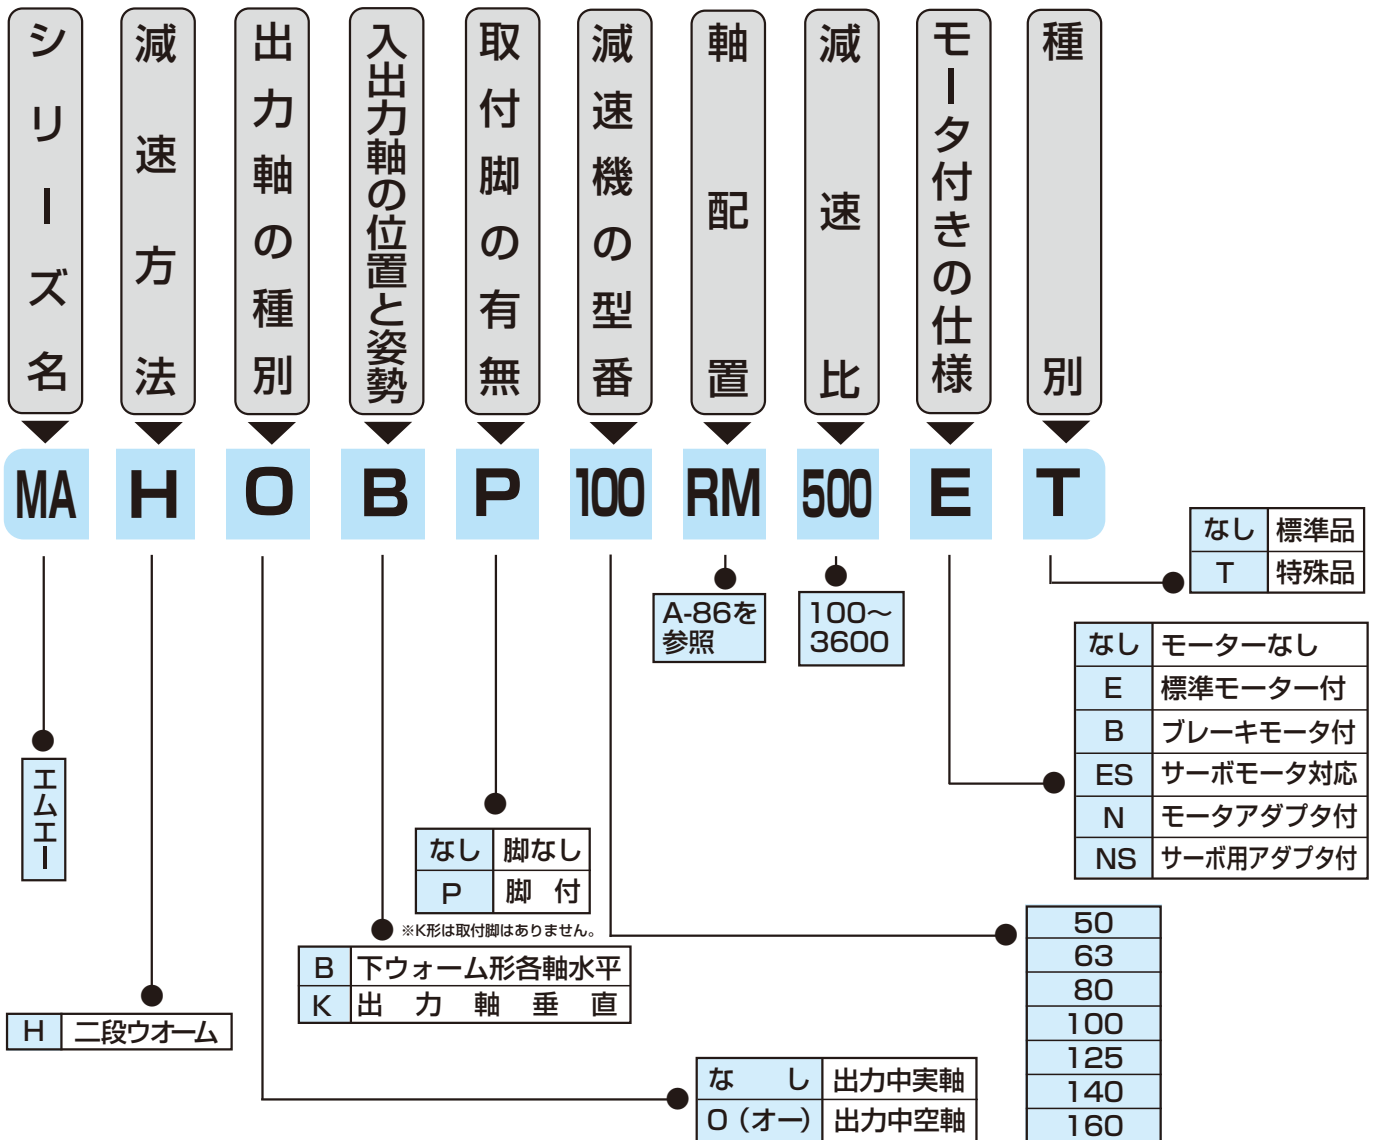 シリーズ名
減速方法
出力軸の種別
入出力軸の位置と姿勢
取付脚の有無
減速機の型番
軸配置
減速比
モータ付きの仕様
種別
MA H O B P 100 RM 500 E T
なし 標準品
T 特殊品
A-86を
参照
100〜
3600
なし モーターなし
E 標準モーター付
B ブレーキモータ付
ES サーボモータ対応
N モータアダプタ付
NS サーボ用アダプタ付
エムエー
なし 脚なし
P 脚 付
※K形は取付脚はありません。
B 下ウォーム形各軸水平
K 出力軸垂直
H 二段ウオーム
50
63
80
100
125
140
160
なし 出力中実軸
O（オー） 出力中空軸